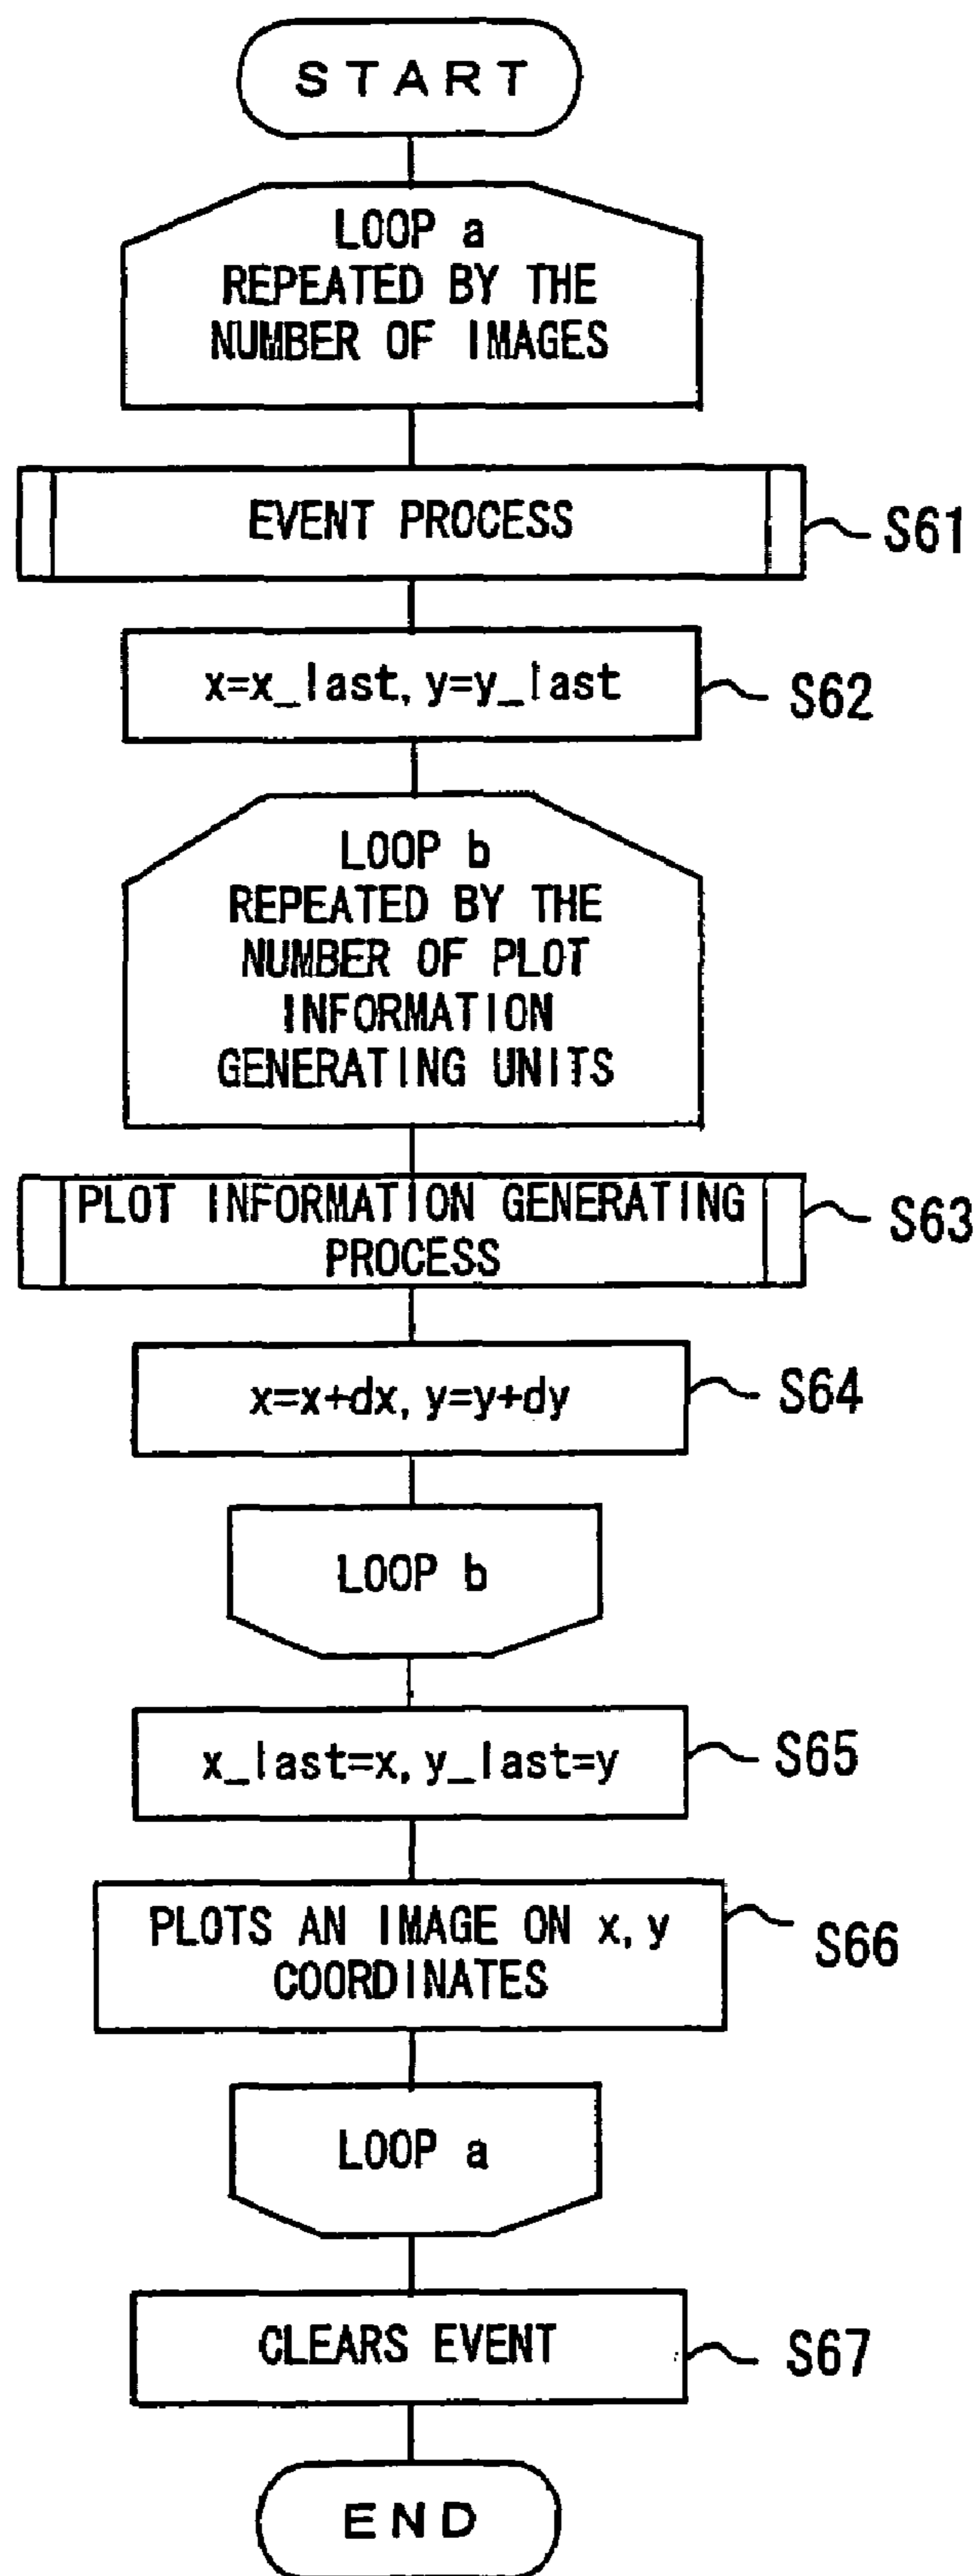 START
LOOP a
REPEATED BY THE
NUMBER OF IMAGES
EVENT PROCESS
S61
x=x_last, y=y_last
S62
LOOP b
REPEATED BY THE
NUMBER OF PLOT
INFORMATION
GENERATING UNITS
PLOT INFORMATION GENERATING
PROCESS
S63
x=x+dx, y=y+dy
S64
LOOP b
x_last=x, y_last=y
S65
PLOTS AN IMAGE ON x, y
COORDINATES
S66
LOOP a
CLEARS EVENT
S67
END